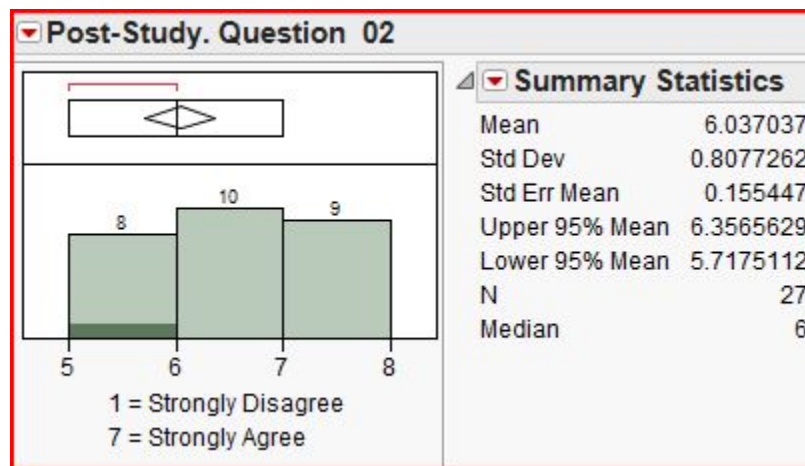 Post-Study. Question 02
8
10
9
5 6 7 8
1 = Strongly Disagree
7 = Strongly Agree
Summary Statistics
Mean 6.037037
Std Dev 0.8077262
Std Err Mean 0.155447
Upper 95% Mean 6.3565629
Lower 95% Mean 5.7175112
N 27
Median 6